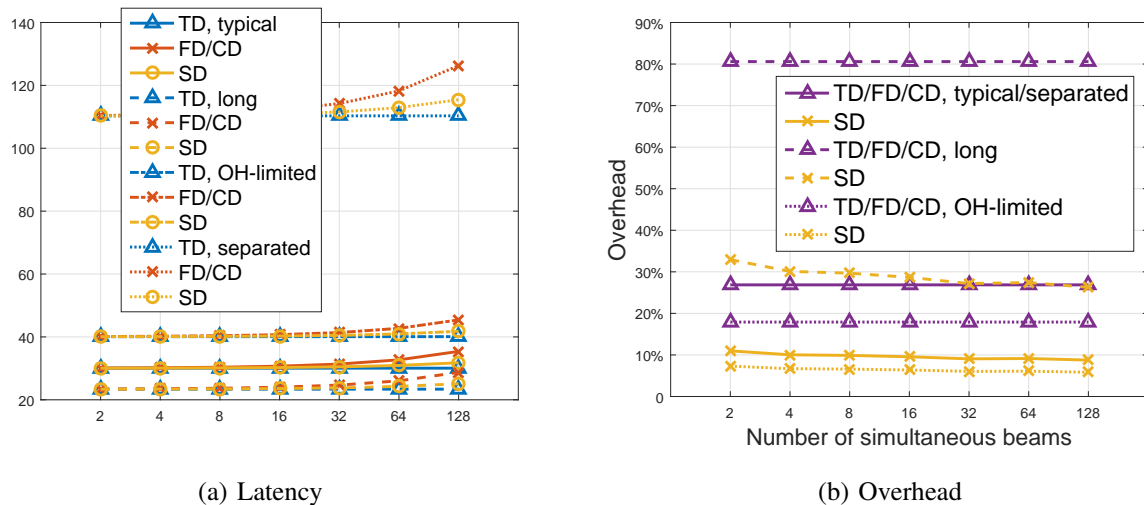 140
120
100
80
60
40
20
2
4
8
16
32
64
128
TD, typical
FD/CD
SD
TD, long
FD/CD
SD
TD, OH-limited
FD/CD
SD
TD, separated
FD/CD
SD
(a) Latency
90%
80%
70%
60%
50%
40%
30%
20%
10%
0
Overhead
2
4
8
16
32
64
128
Number of simultaneous beams
TD/FD/CD, typical/separated
SD
TD/FD/CD, long
SD
TD/FD/CD, OH-limited
SD
(b) Overhead